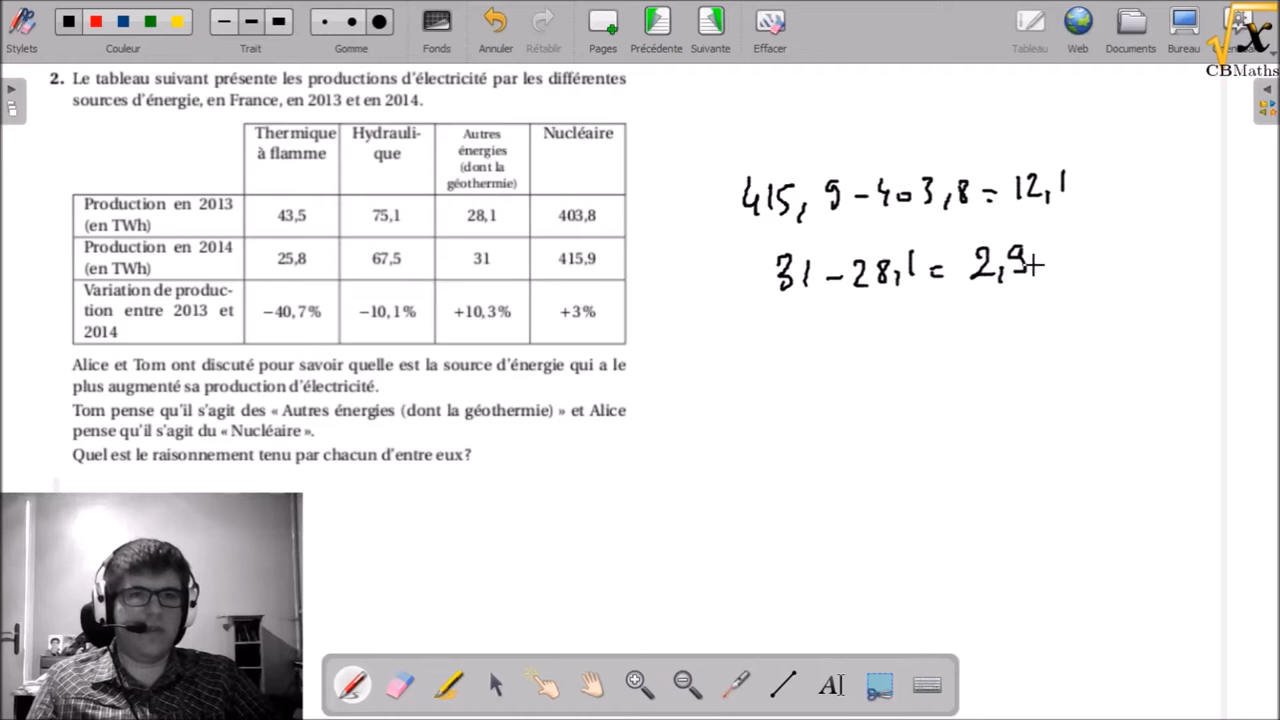 Stylets Couleur Trait Gomme Fonds Annuler Rétablir Pages Précédente Suivante Effacer Tableau Web Documents Bureau
CBMaths
2. Le tableau suivant présente les productions d'électricité par les différentes
sources d'énergie, en France, en 2013 et en 2014.
Thermique à flamme Hydrauli-que Autres énergies (dont la géothermie) Nucléaire
Production en 2013 (en TWh) 43,5 75,1 28,1 403,8
Production en 2014 (en TWh) 25,8 67,5 31 415,9
Variation de produc-tion entre 2013 et 2014 −40,7% −10,1% +10,3% +3%
Alice et Tom ont discuté pour savoir quelle est la source d'énergie qui a le
plus augmenté sa production d'électricité.
Tom pense qu'il s'agit des « Autres énergies (dont la géothermie) » et Alice
pense qu'il s'agit du « Nucléaire ».
Quel est le raisonnement tenu par chacun d'entre eux?
415,9 − 403,8 = 12,1
31 − 28,1 = 2,9